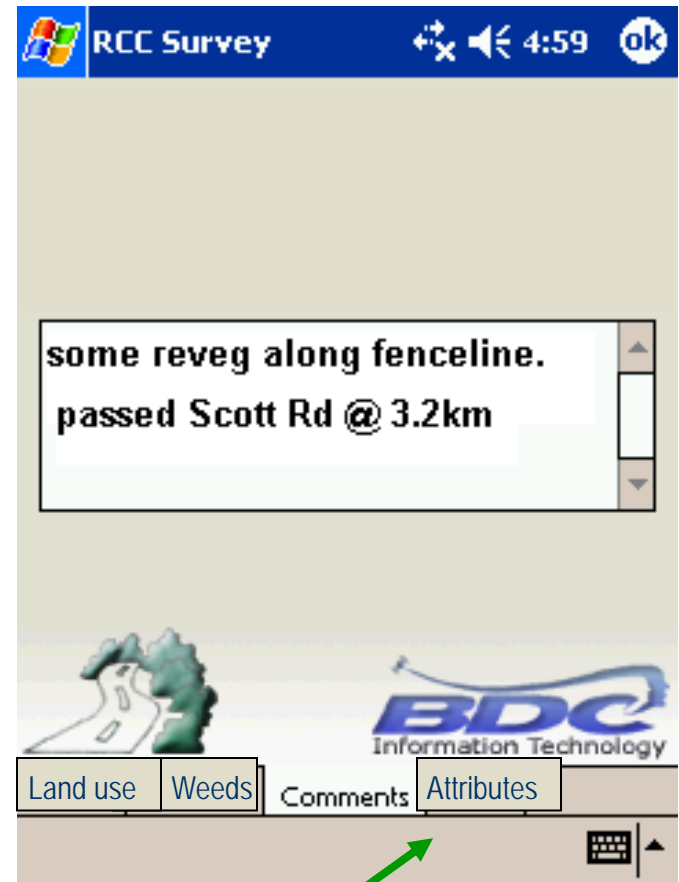 RCC Survey 4:59 ok
some reveg along fenceline.
passed Scott Rd @ 3.2km
BDC
Information Technology
Land use Weeds Comments Attributes